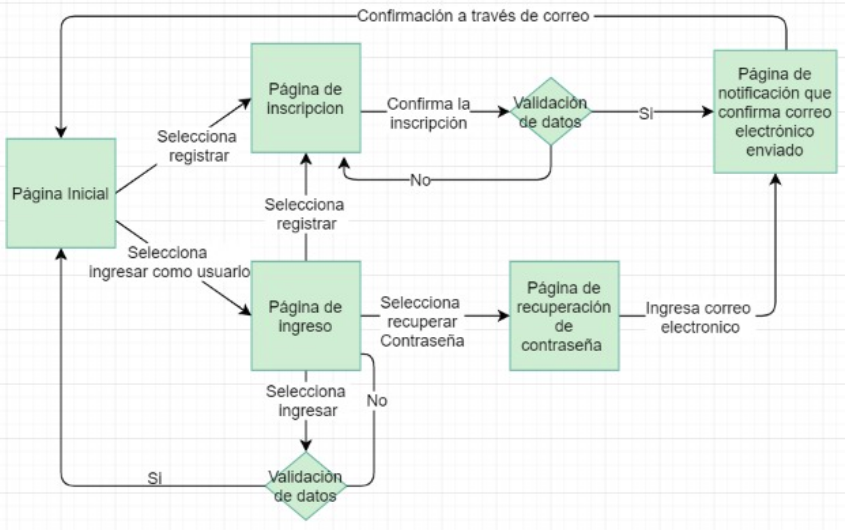 Confirmación a través de correo
Página de
inscripcion
Confirma la
inscripción
Validación
de datos
Si
Página de
notificación que
confirma correo
electrónico
enviado
Selecciona
registrar
No
Página Inicial
Selecciona
registrar
Selecciona
ingresar como usuario
Página de
ingreso
Selecciona
recuperar
Contraseña
Página de
recuperación
de
contraseña
Ingresa correo
electronico
Selecciona
ingresar
No
Si
Validación
de datos